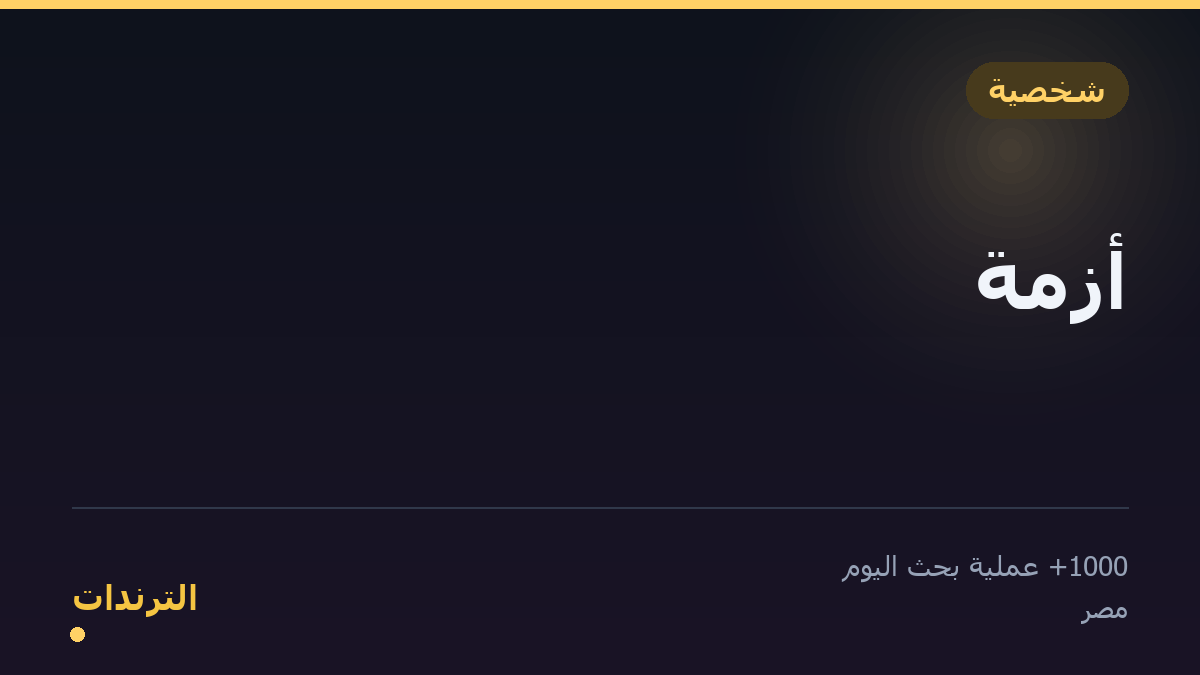 شخصية
أزمة
1000+ عملية بحث اليوم
مصر
الترندات